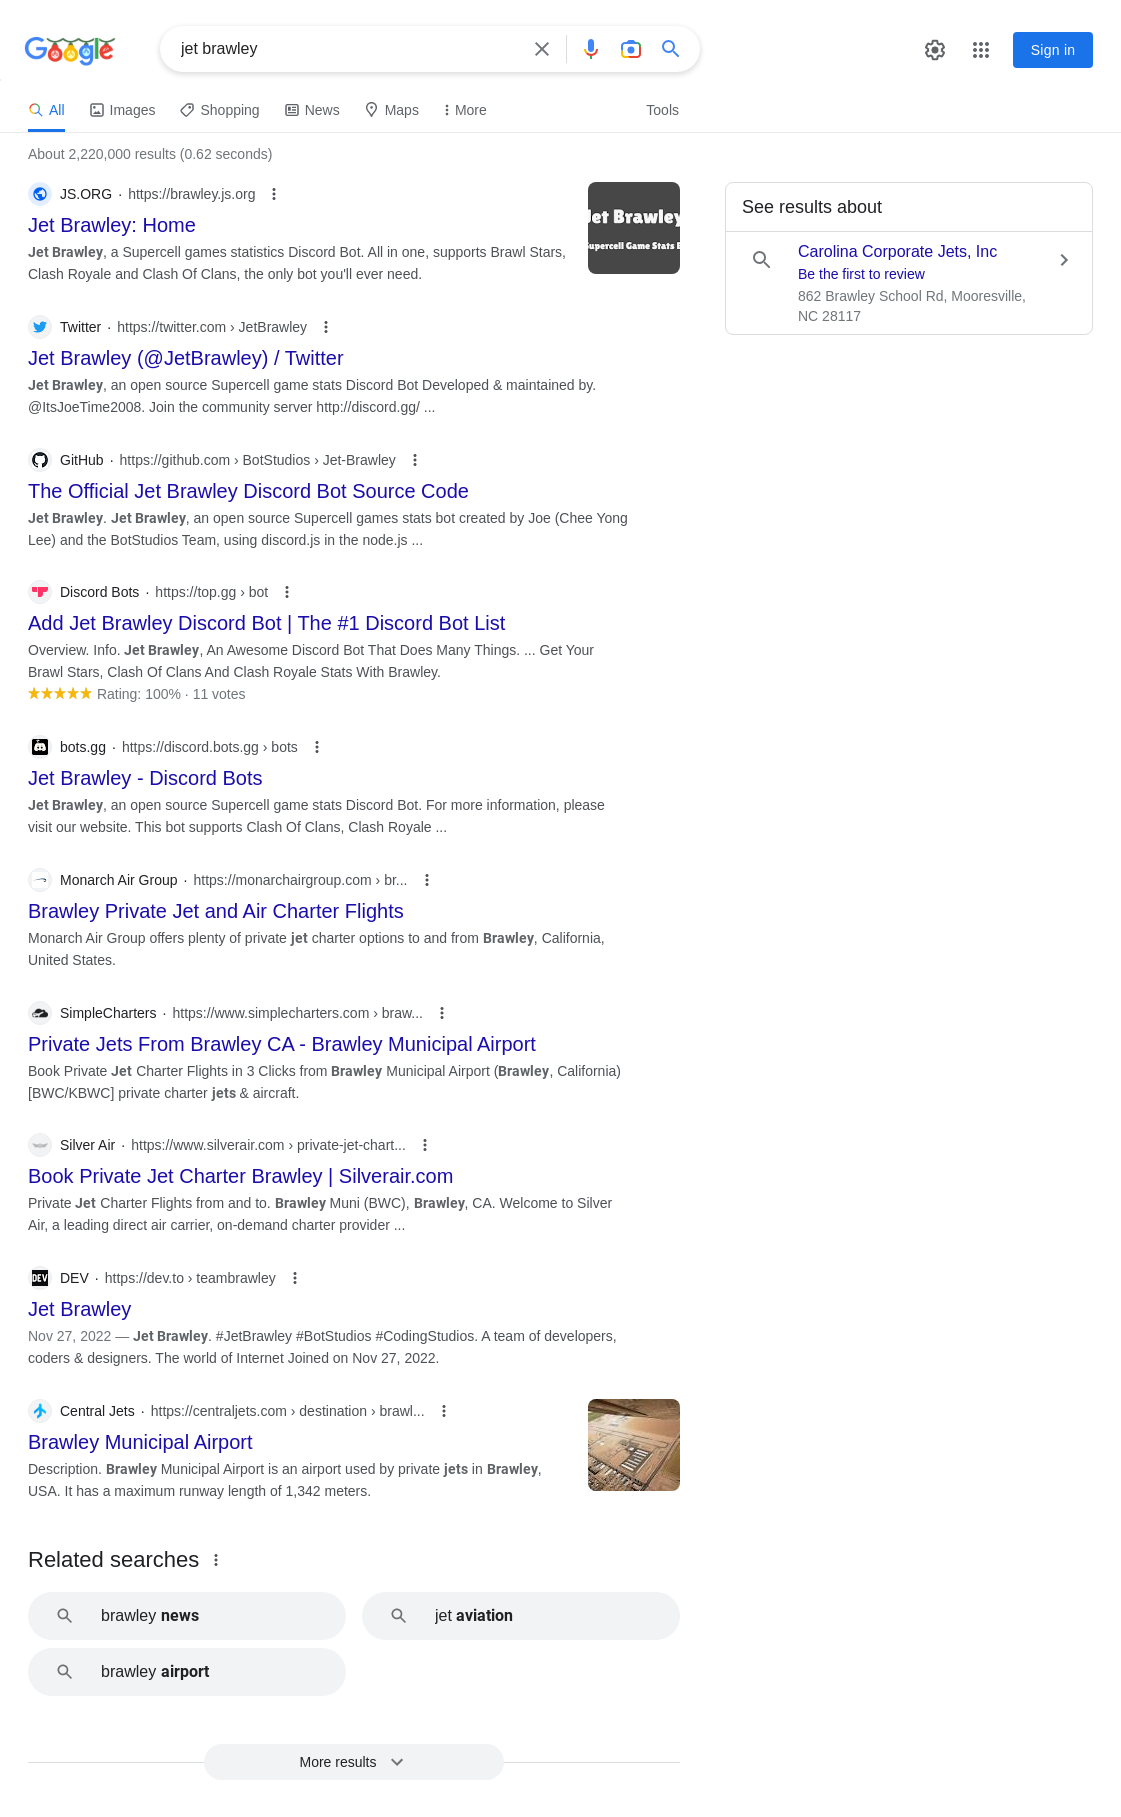 Google
jet brawley
Sign in
All
Images
Shopping
News
Maps
More
Tools
About 2,220,000 results (0.62 seconds)
JS.ORG · https://brawley.js.org
Jet Brawley: Home
Jet Brawley, a Supercell games statistics Discord Bot. All in one, supports Brawl Stars,
Clash Royale and Clash Of Clans, the only bot you'll ever need.
Jet Brawley
Supercell Game Stats B
Twitter · https://twitter.com › JetBrawley
Jet Brawley (@JetBrawley) / Twitter
Jet Brawley, an open source Supercell game stats Discord Bot Developed & maintained by.
@ItsJoeTime2008. Join the community server http://discord.gg/ ...
GitHub · https://github.com › BotStudios › Jet-Brawley
The Official Jet Brawley Discord Bot Source Code
Jet Brawley. Jet Brawley, an open source Supercell games stats bot created by Joe (Chee Yong
Lee) and the BotStudios Team, using discord.js in the node.js ...
Discord Bots · https://top.gg › bot
Add Jet Brawley Discord Bot | The #1 Discord Bot List
Overview. Info. Jet Brawley, An Awesome Discord Bot That Does Many Things. ... Get Your
Brawl Stars, Clash Of Clans And Clash Royale Stats With Brawley.
Rating: 100% · 11 votes
bots.gg · https://discord.bots.gg › bots
Jet Brawley - Discord Bots
Jet Brawley, an open source Supercell game stats Discord Bot. For more information, please
visit our website. This bot supports Clash Of Clans, Clash Royale ...
Monarch Air Group · https://monarchairgroup.com › br...
Brawley Private Jet and Air Charter Flights
Monarch Air Group offers plenty of private jet charter options to and from Brawley, California,
United States.
SimpleCharters · https://www.simplecharters.com › braw...
Private Jets From Brawley CA - Brawley Municipal Airport
Book Private Jet Charter Flights in 3 Clicks from Brawley Municipal Airport (Brawley, California)
[BWC/KBWC] private charter jets & aircraft.
Silver Air · https://www.silverair.com › private-jet-chart...
Book Private Jet Charter Brawley | Silverair.com
Private Jet Charter Flights from and to. Brawley Muni (BWC), Brawley, CA. Welcome to Silver
Air, a leading direct air carrier, on-demand charter provider ...
DEV
DEV · https://dev.to › teambrawley
Jet Brawley
Nov 27, 2022 — Jet Brawley. #JetBrawley #BotStudios #CodingStudios. A team of developers,
coders & designers. The world of Internet Joined on Nov 27, 2022.
Central Jets · https://centraljets.com › destination › brawl...
Brawley Municipal Airport
Description. Brawley Municipal Airport is an airport used by private jets in Brawley,
USA. It has a maximum runway length of 1,342 meters.
See results about
Carolina Corporate Jets, Inc
Be the first to review
862 Brawley School Rd, Mooresville,
NC 28117
Related searches
brawley news
jet aviation
brawley airport
More results